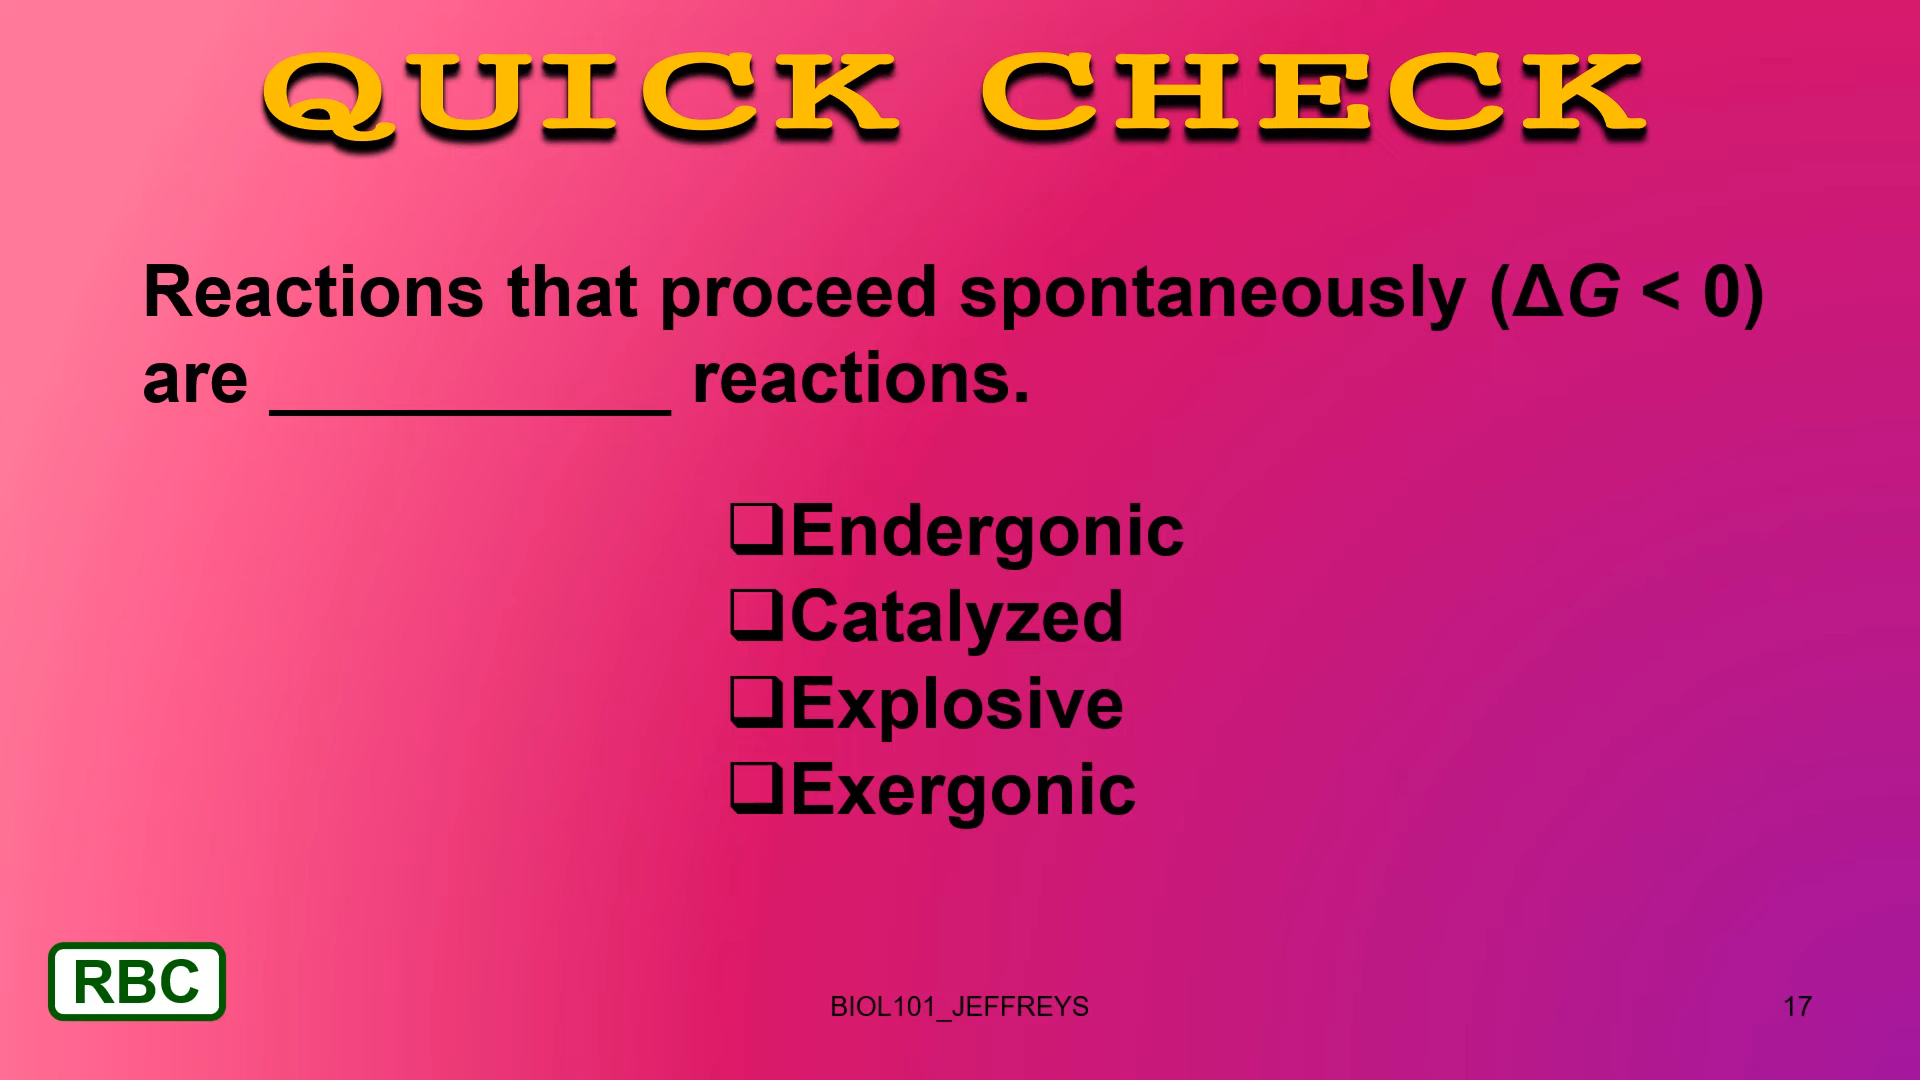 QUICK CHECK
Reactions that proceed spontaneously (ΔG < 0)
are ___________ reactions.
❑Endergonic
❑Catalyzed
❑Explosive
❑Exergonic
RBC
BIOL101_JEFFREYS
17